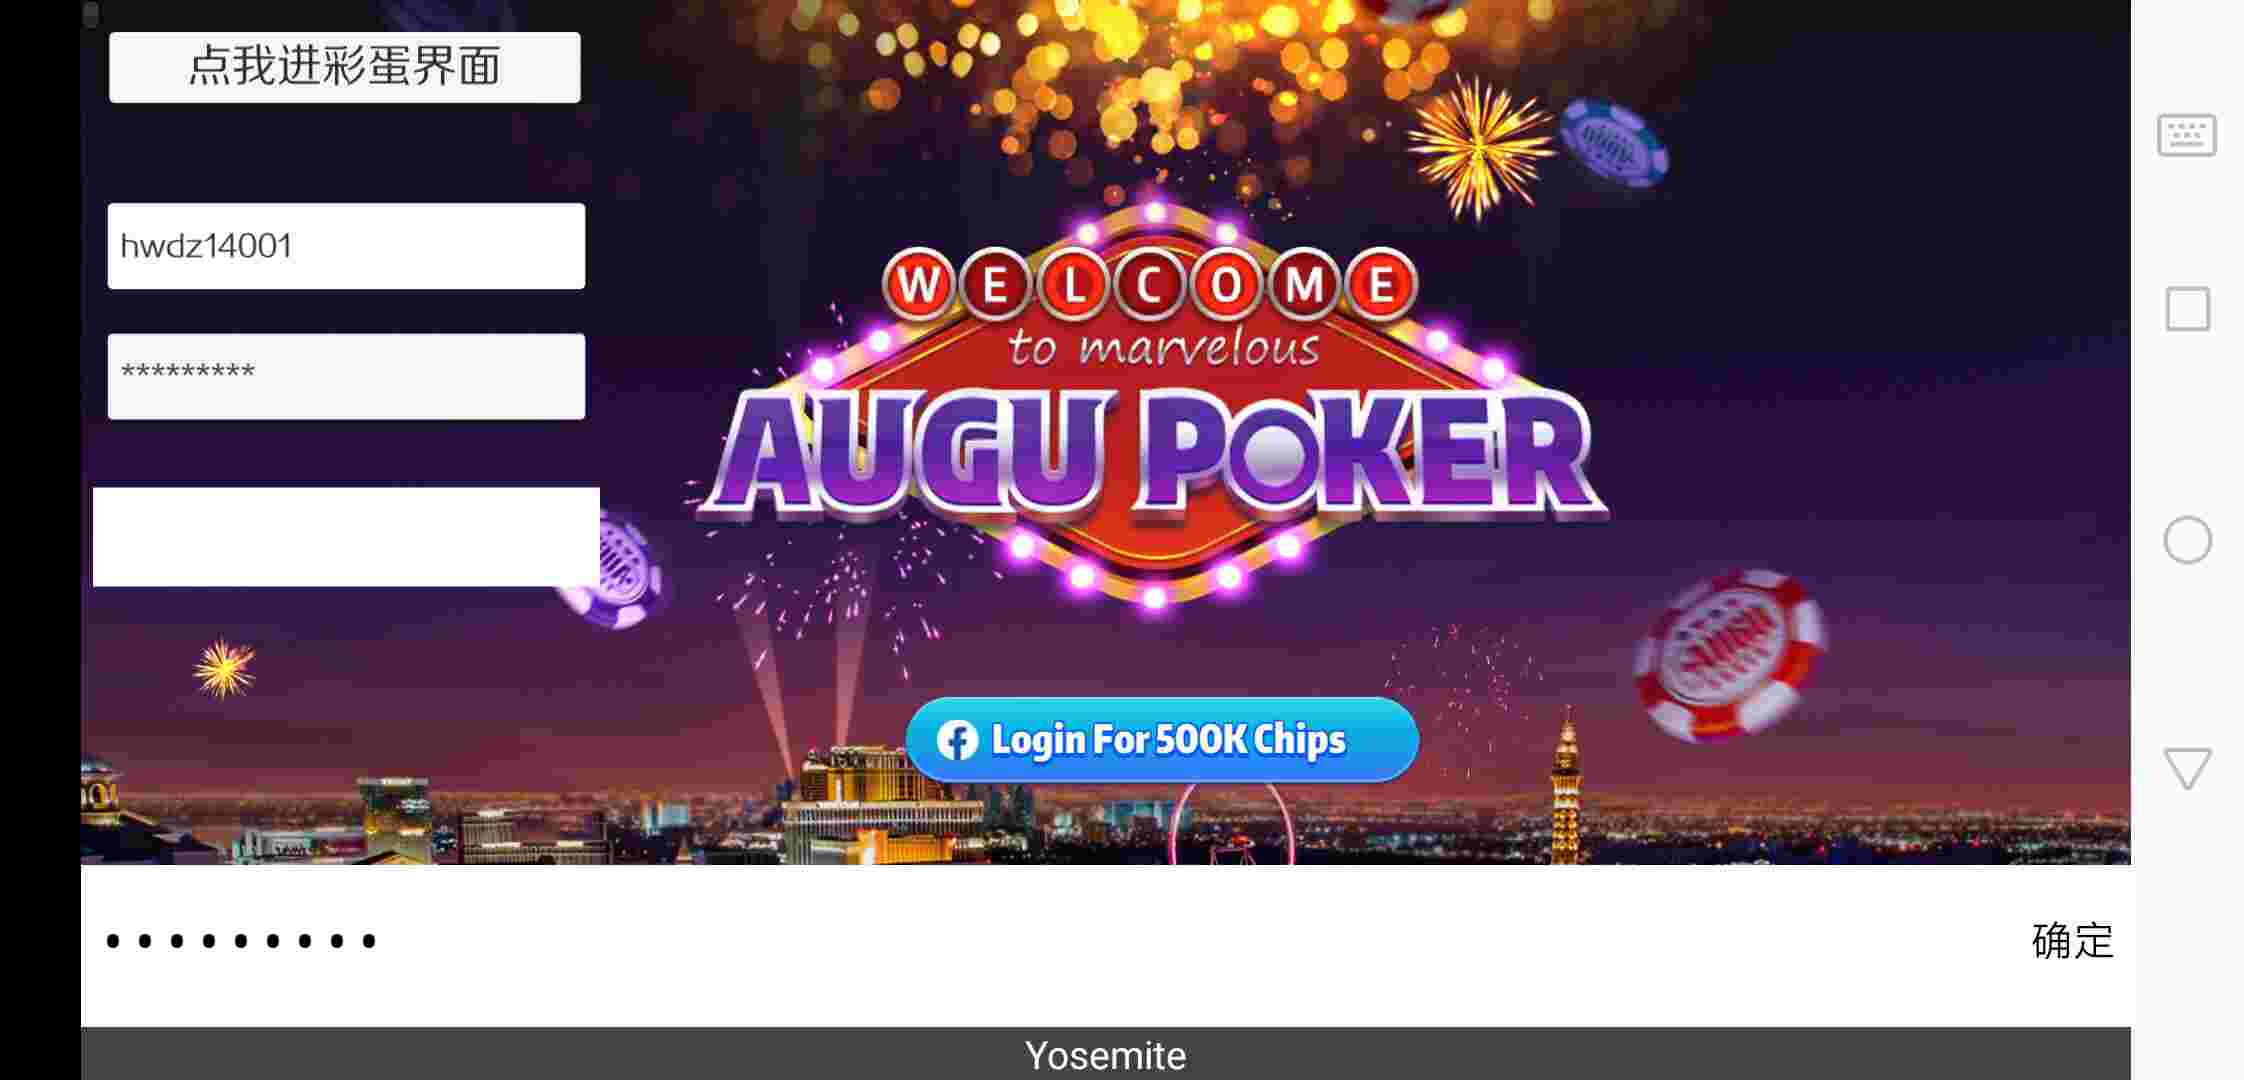 点我进彩蛋界面
hwdz14001
*********
WELCOME
to marvelous
AUGU POKER
Login For 500K Chips
•••••••••
确定
Yosemite